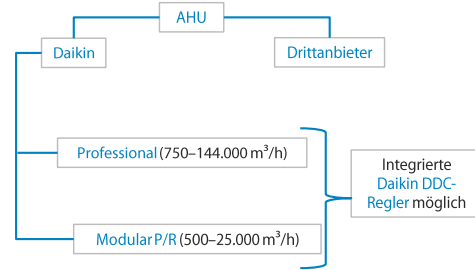 AHU
Daikin
Drittanbieter
Professional (750–144.000 m³/h)
Integrierte
Daikin DDC-
Regler möglich
Modular P/R (500–25.000 m³/h)